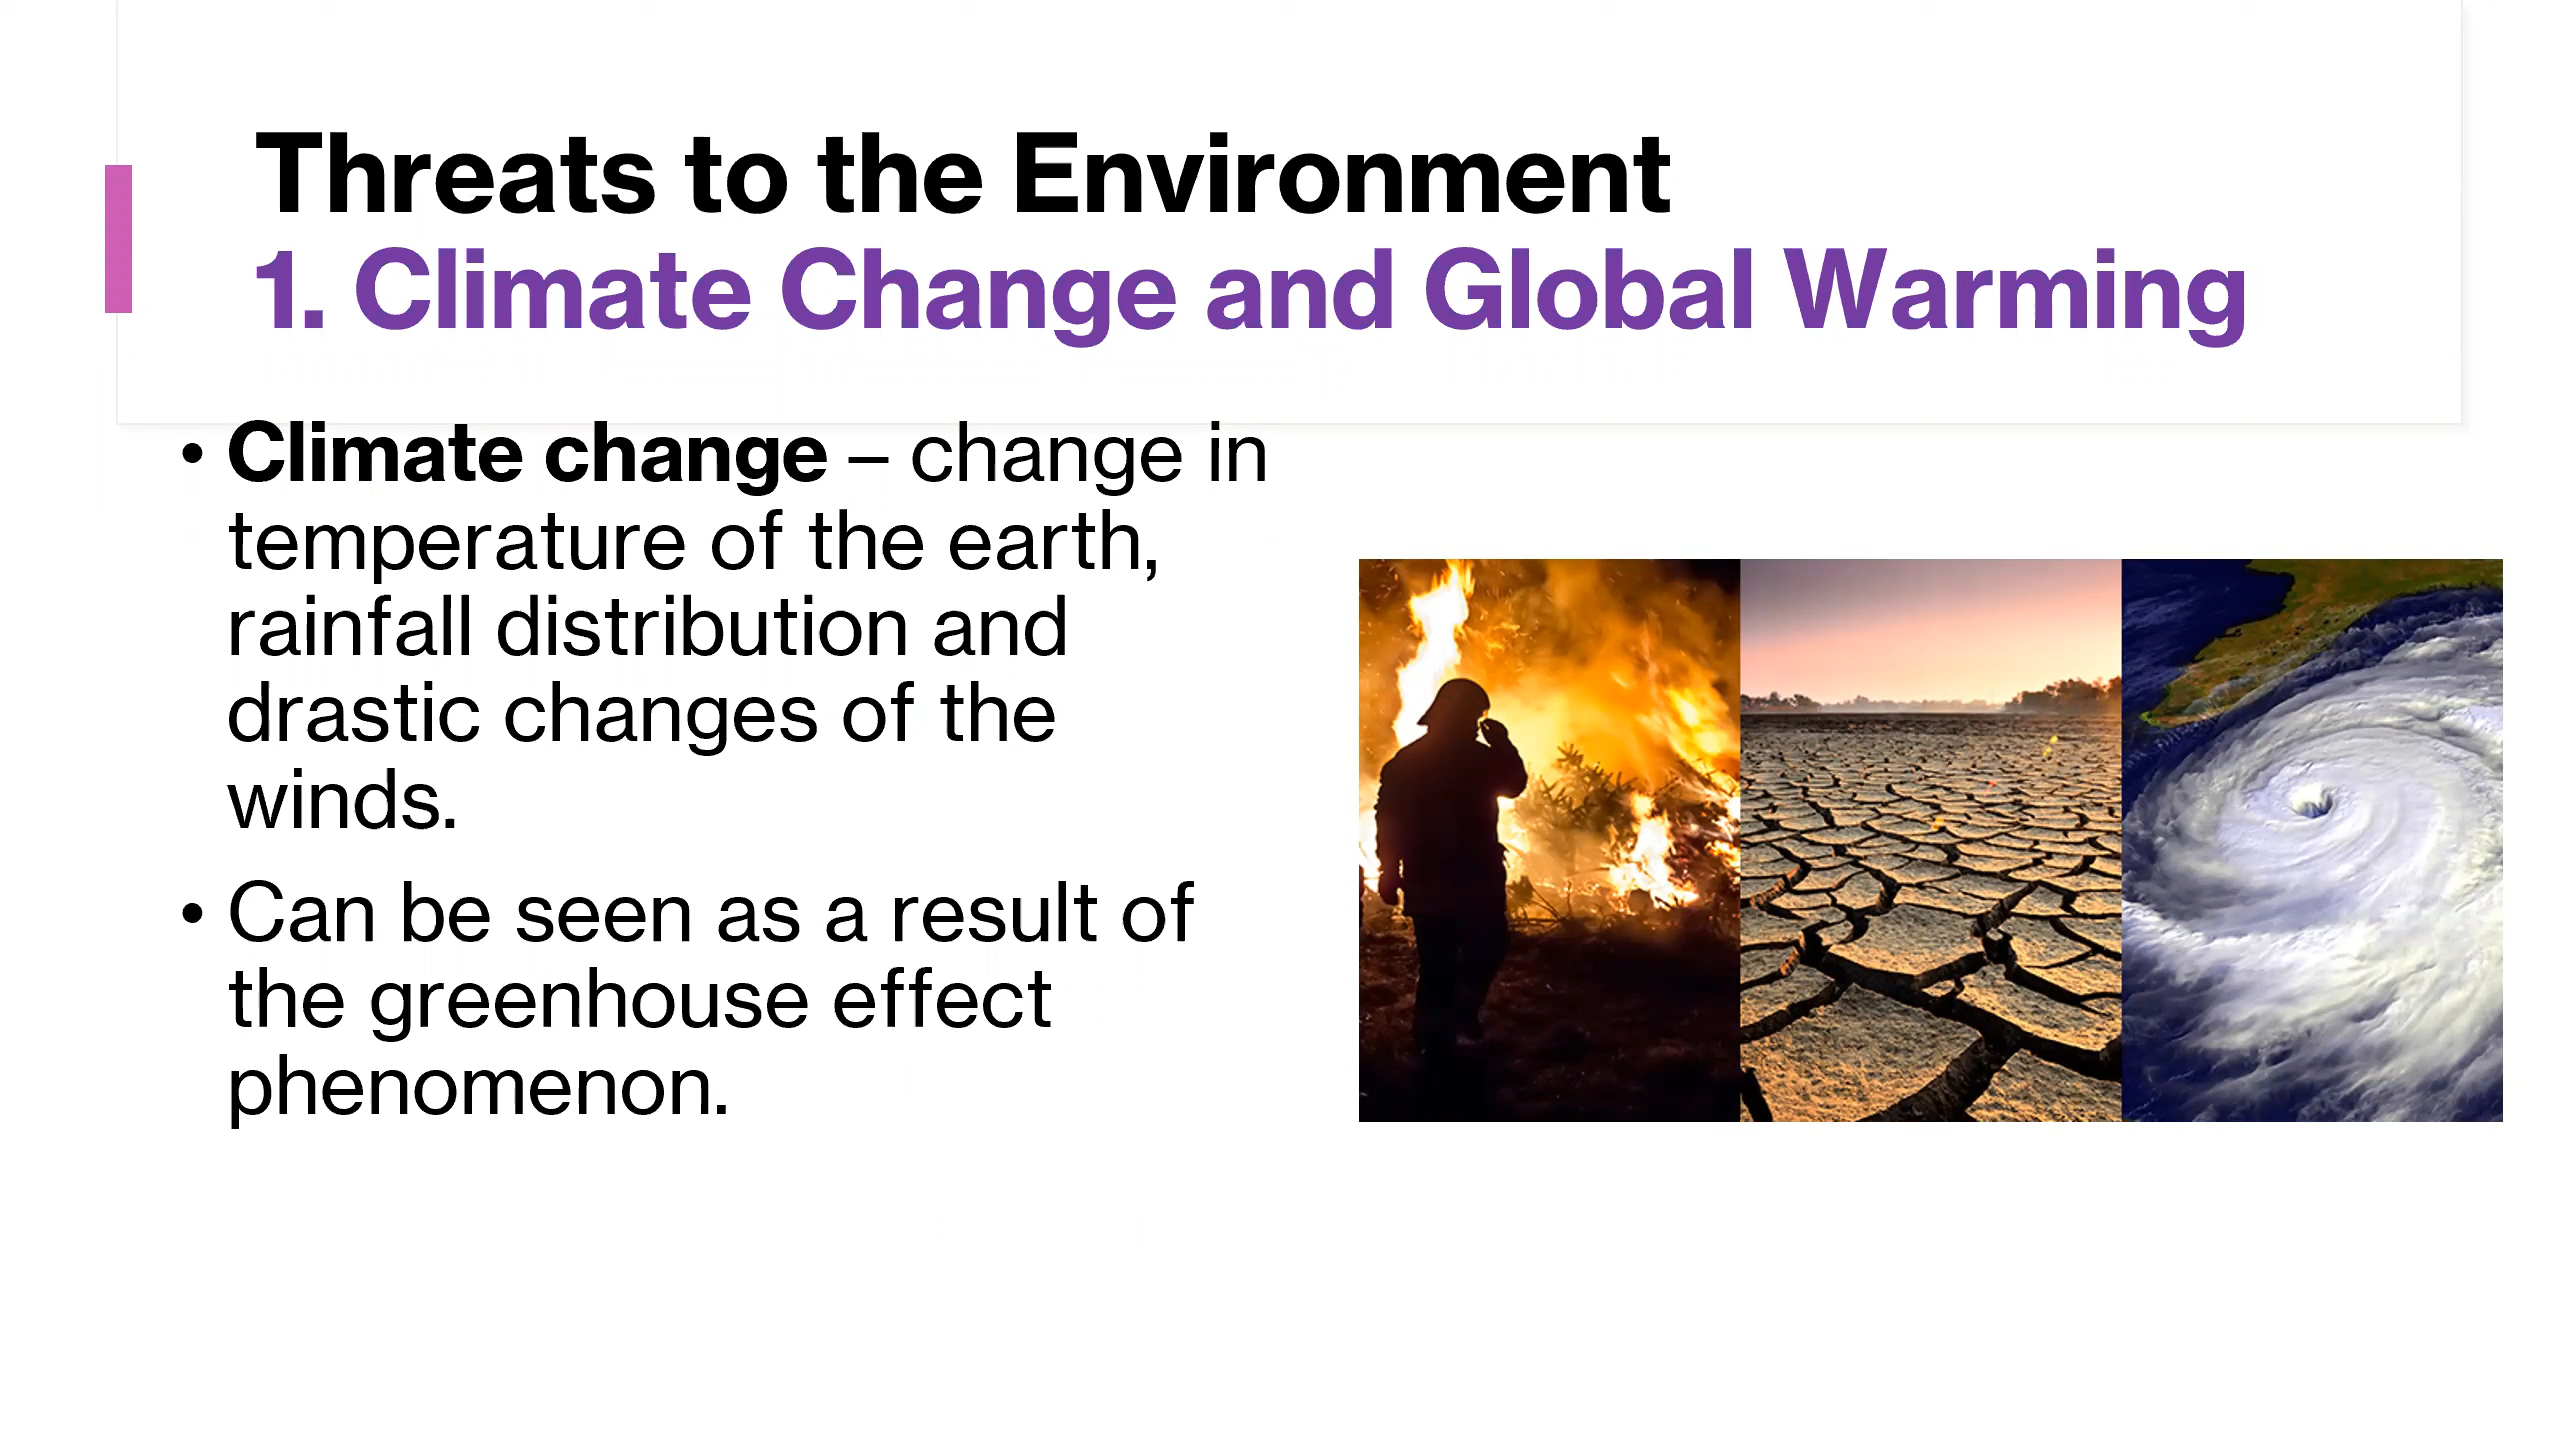 Threats to the Environment
1. Climate Change and Global Warming
• Climate change – change in
temperature of the earth,
rainfall distribution and
drastic changes of the
winds.
• Can be seen as a result of
the greenhouse effect
phenomenon.